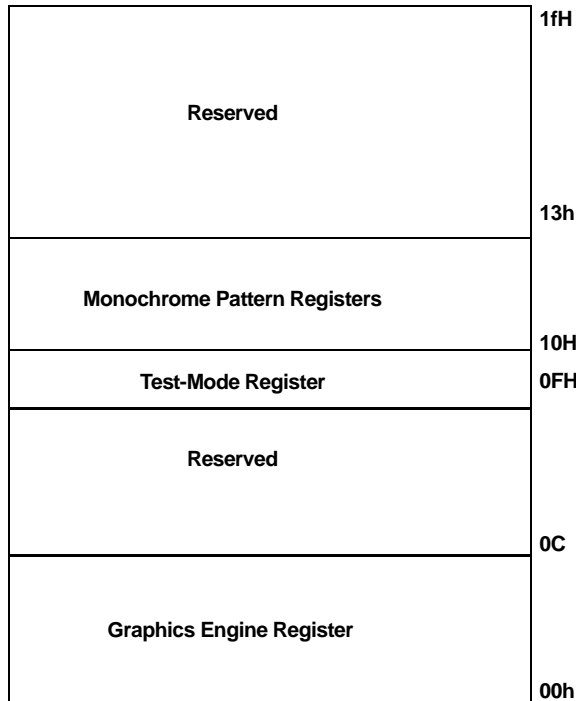 1fH
Reserved
13h
Monochrome Pattern Registers
10H
Test-Mode Register
0FH
Reserved
0C
Graphics Engine Register
00h